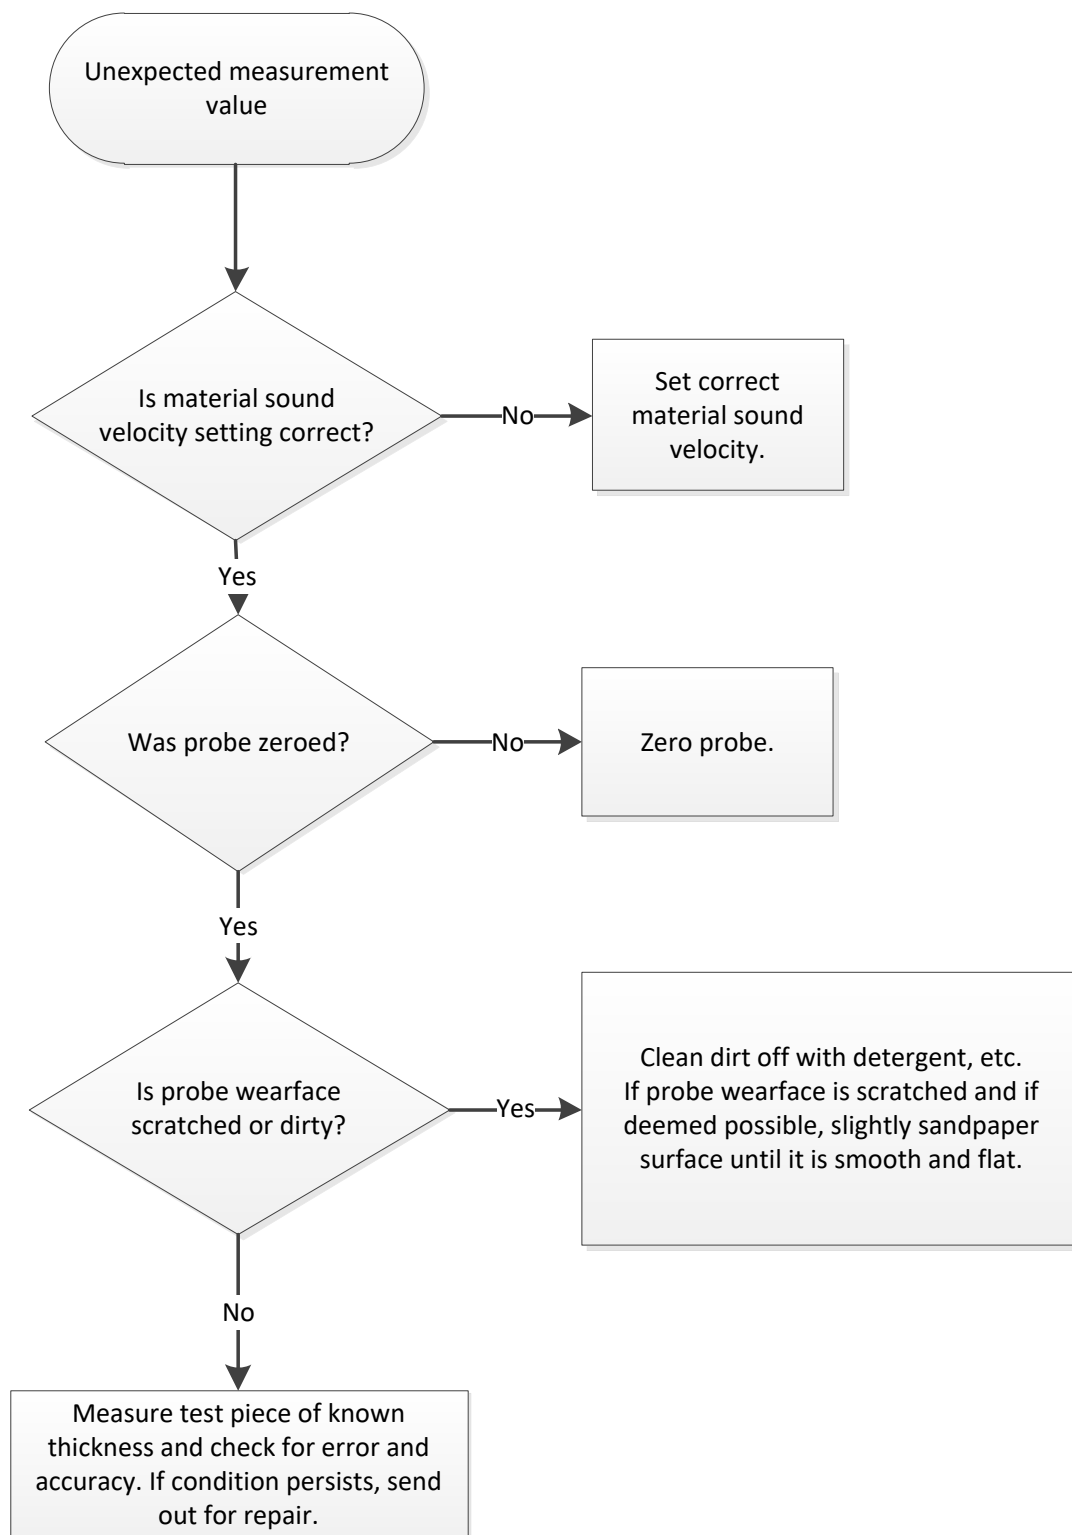 Unexpected measurement
value
Is material sound
velocity setting correct?
No
Set correct
material sound
velocity.
Yes
Was probe zeroed?
No
Zero probe.
Yes
Is probe wearface
scratched or dirty?
Yes
Clean dirt off with detergent, etc.
If probe wearface is scratched and if
deemed possible, slightly sandpaper
surface until it is smooth and flat.
No
Measure test piece of known
thickness and check for error and
accuracy. If condition persists, send
out for repair.